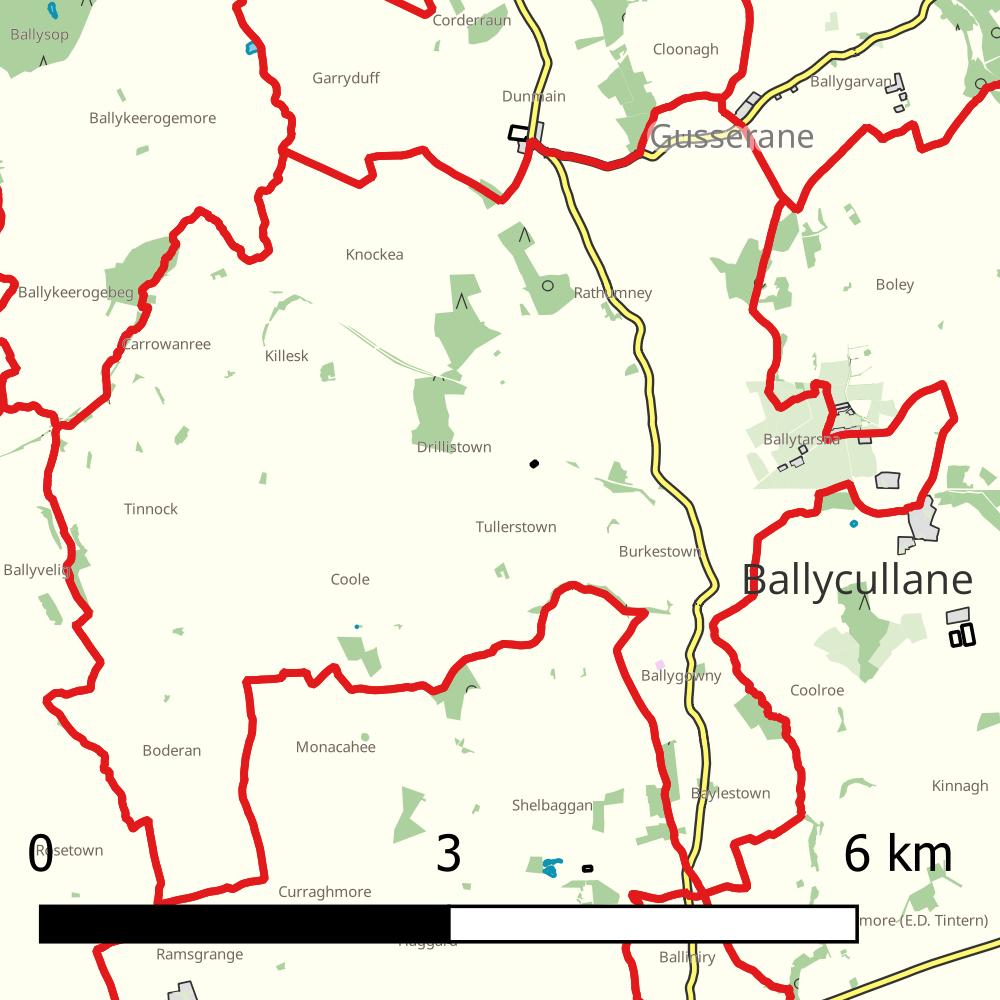 Corderraun
Ballysop
Cloonagh
Garryduff
Ballygarvan
Dunmain
Ballykeerogemore
Gusserane
Knockea
Boley
Ballykeerogebeg
Rathumney
Carrowanree
Killesk
Ballytarsna
Drillistown
Tinnock
Tullerstown
Burkestown
Ballyvelig
Coole
Ballycullane
Ballygowny
Coolroe
Boderan
Monacahee
Kinnagh
Baylestown
Shelbaggan
0 3 6 km
Rosetown
Curraghmore
more (E.D. Tintern)
Haggard
Ramsgrange
Balliniry